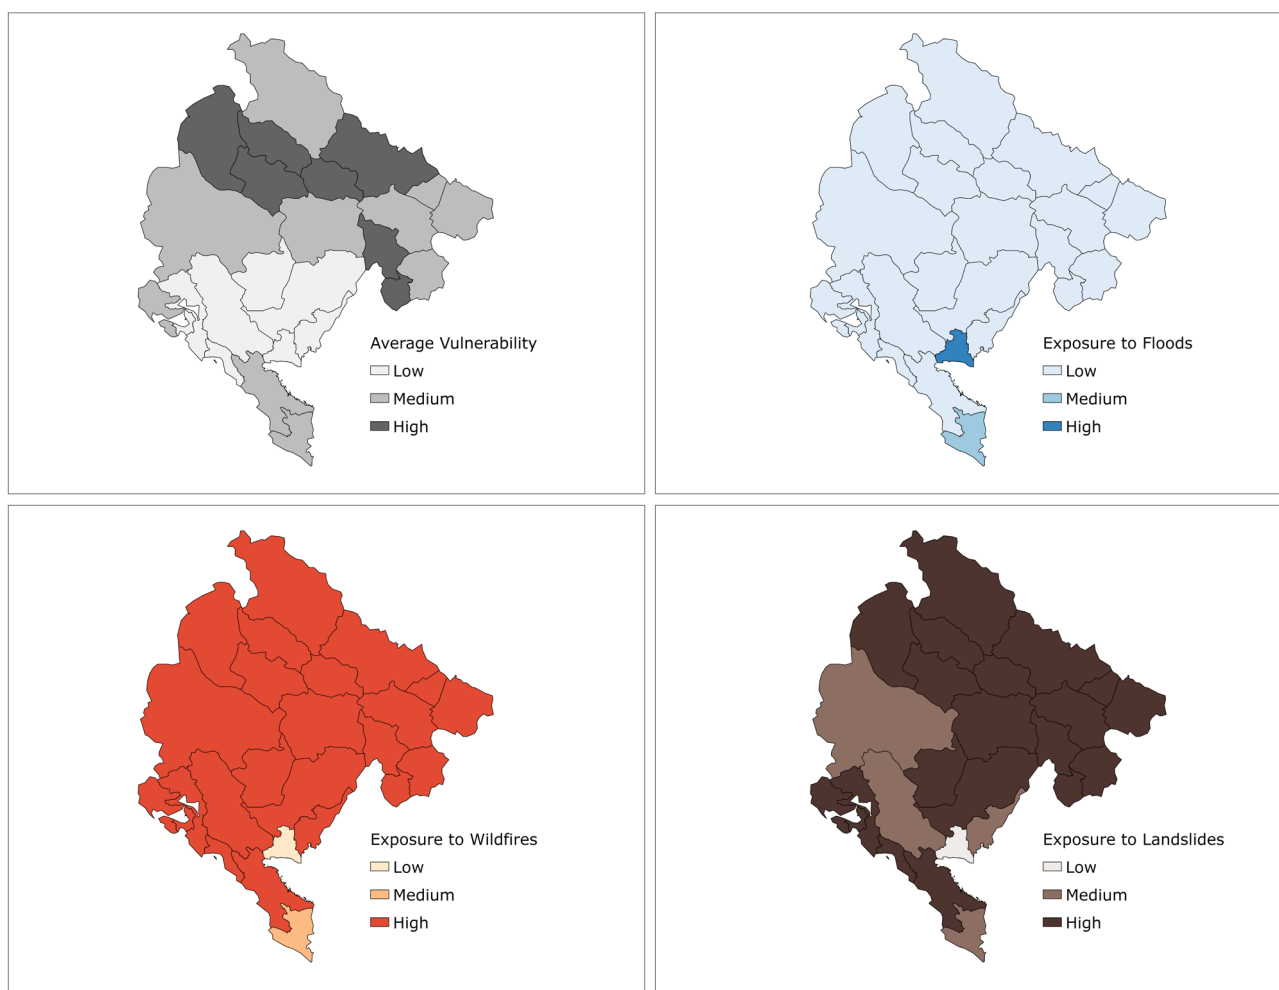 Average Vulnerability
Low
Medium
High
Exposure to Floods
Low
Medium
High
Exposure to Wildfires
Low
Medium
High
Exposure to Landslides
Low
Medium
High